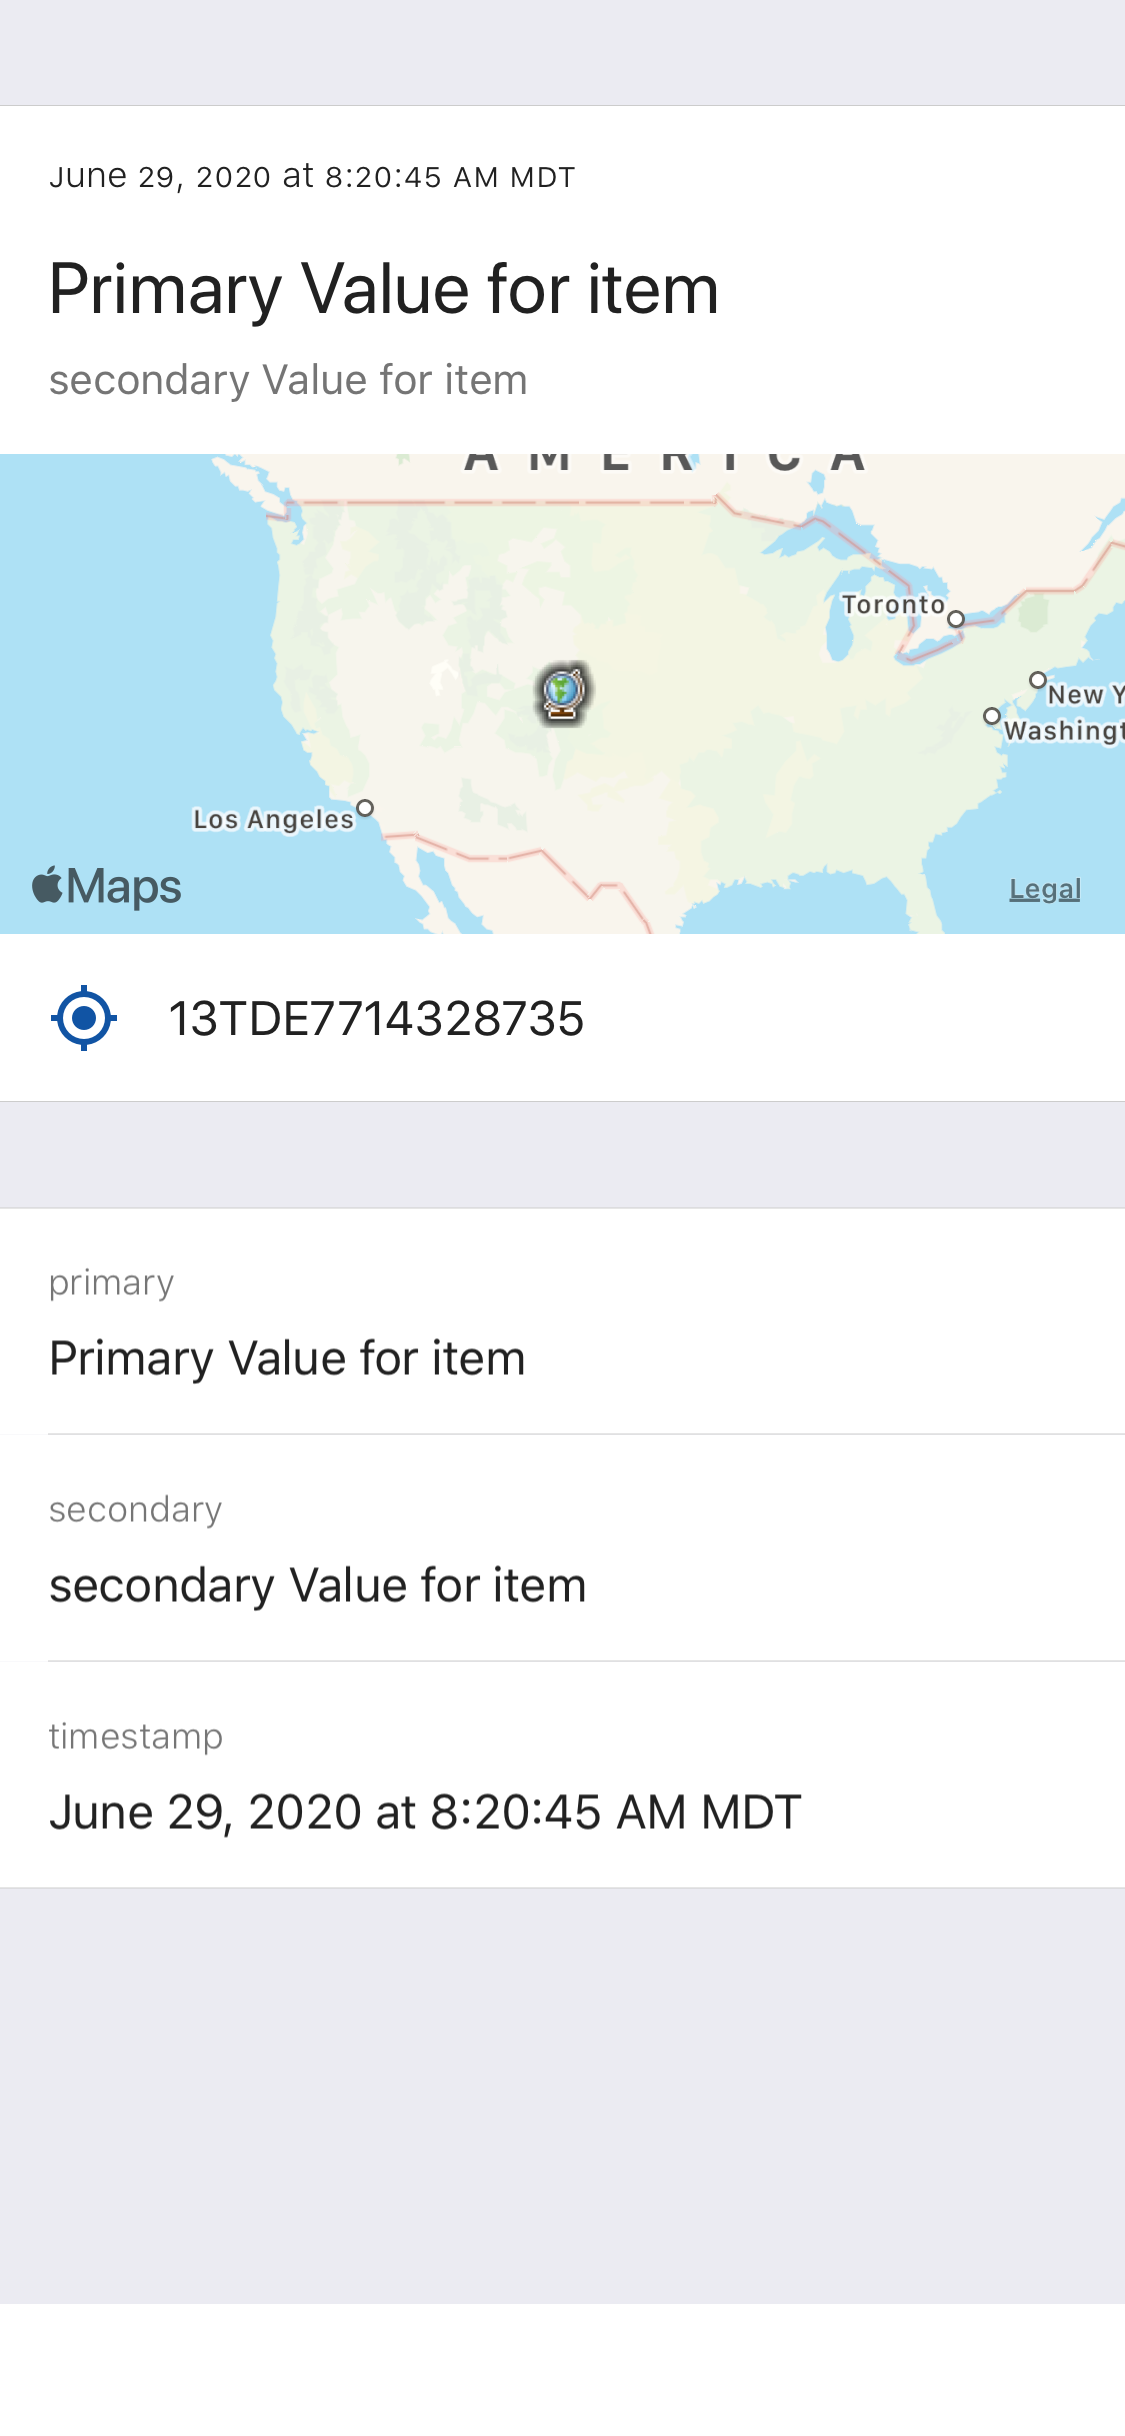 June 29, 2020 at 8:20:45 AM MDT
Primary Value for item
secondary Value for item
AMERICA
Toronto
New Y
Washingt
Los Angeles
Maps
Legal
13TDE7714328735
primary
Primary Value for item
secondary
secondary Value for item
timestamp
June 29, 2020 at 8:20:45 AM MDT